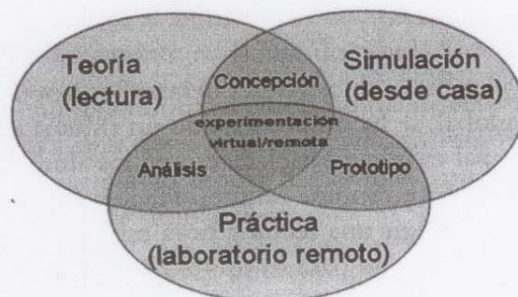 Teoría
(lectura)
Simulación
(desde casa)
Concepción
experimentación
virtual/remota
Análisis
Prototipo
Práctica
(laboratorio remoto)